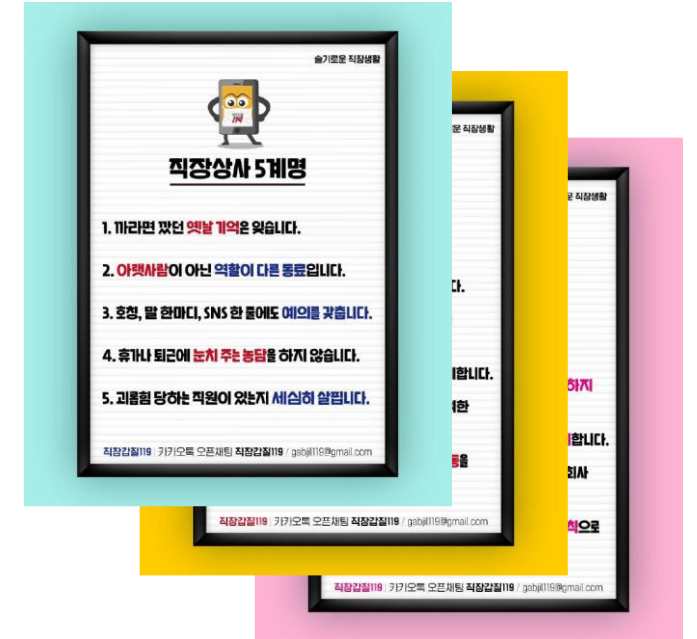 슬기로운 직장생활
114
직장상사 5계명
1. 까라면 깠던 옛날 기억은 잊습니다.
2. 아랫사람이 아닌 역할이 다른 동료입니다.
3. 호칭, 말 한마디, SNS 한 줄에도 예의를 갖춥니다.
4. 휴가나 퇴근에 눈치 주는 농담을 하지 않습니다.
5. 괴롭힘 당하는 직원이 있는지 세심히 살핍니다.
직장갑질119 | 카카오톡 오픈채팅 직장갑질119 / gabjil119@gmail.com
운 직장생활
다.
합니다.
한
을
직장갑질119 | 카카오톡 오픈채팅 직장갑질119 / gabjil119@gmail.com
직장생활
하지
합니다.
회사
칙으로
직장갑질119 | 카카오톡 오픈채팅 직장갑질119 / gabjil119@gmail.com